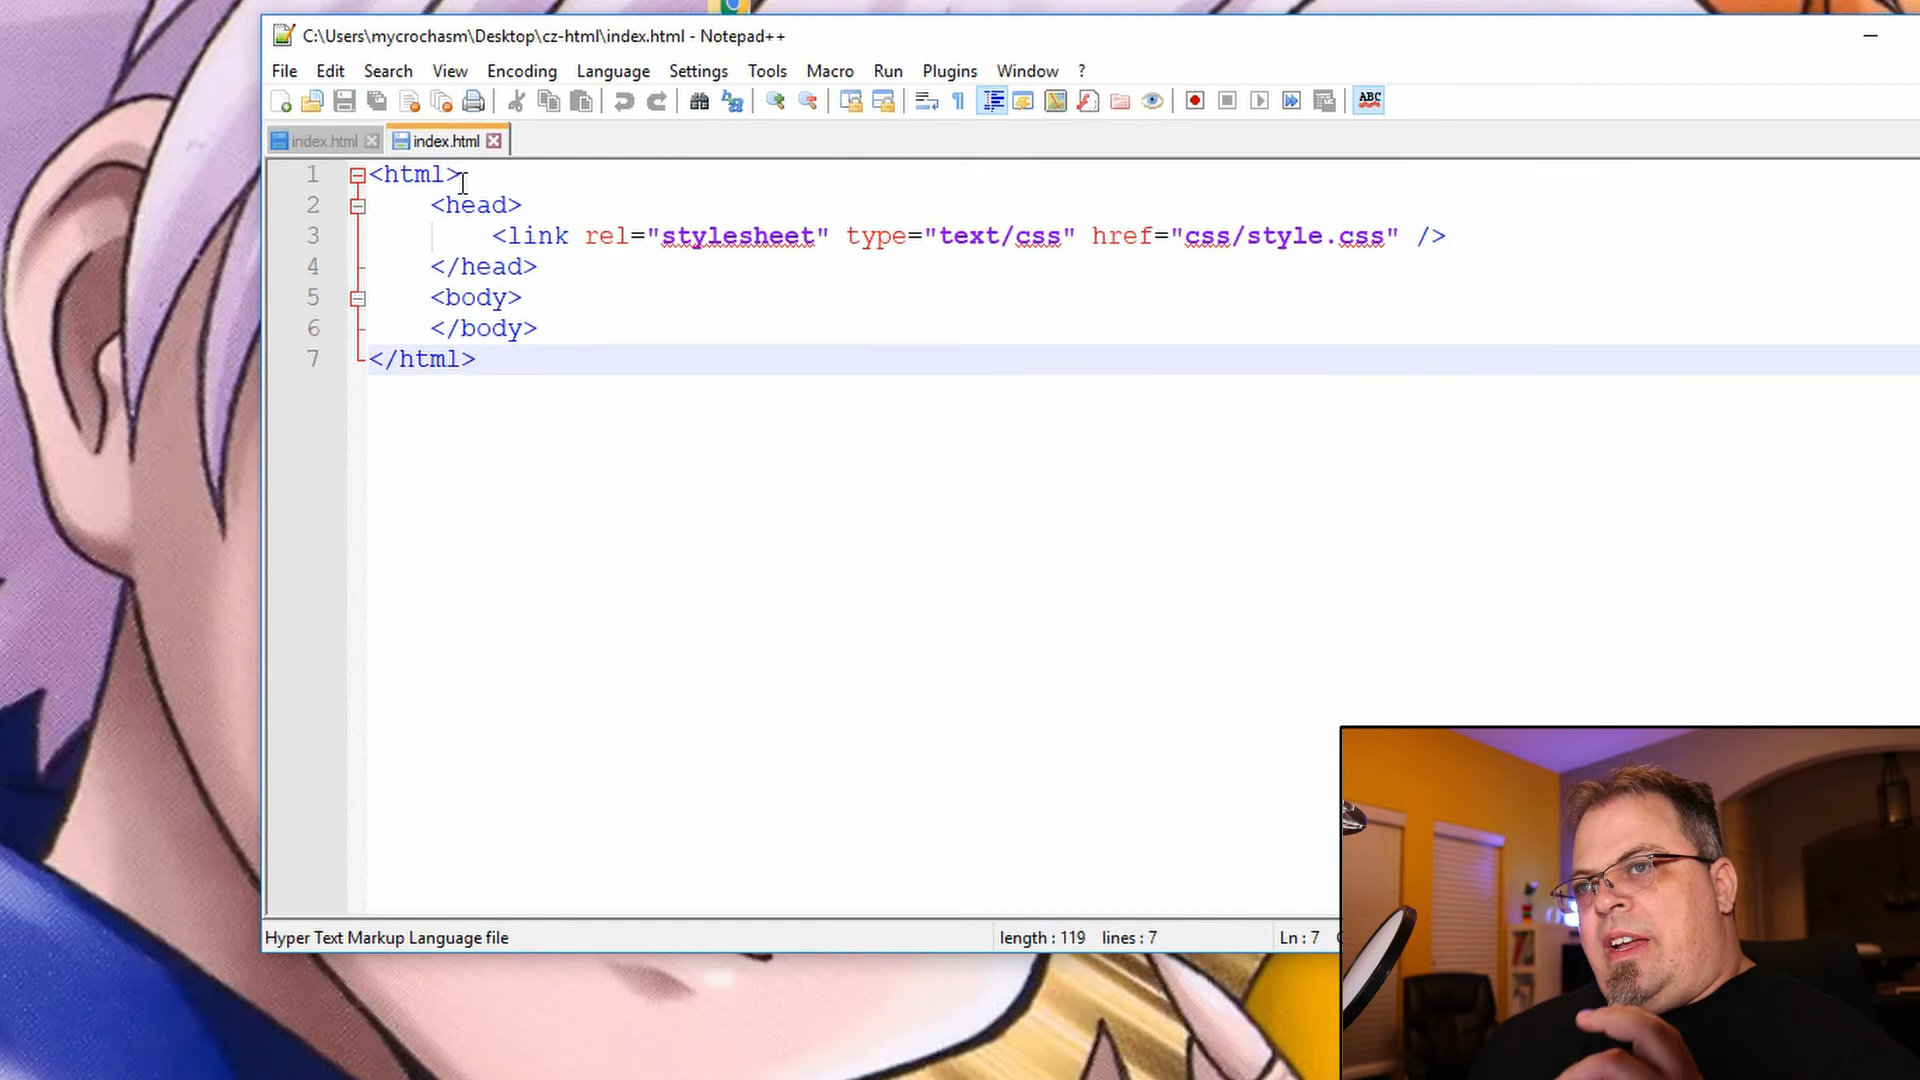 C:\Users\mycrochasm\Desktop\cz-html\index.html - Notepad++
File Edit Search View Encoding Language Settings Tools Macro Run Plugins Window ?
ABC
index.html index.html
1 <html>
2 <head>
3 <link rel="stylesheet" type="text/css" href="css/style.css" />
4 </head>
5 <body>
6 </body>
7 </html>
Hyper Text Markup Language file length : 119 lines : 7 Ln : 7